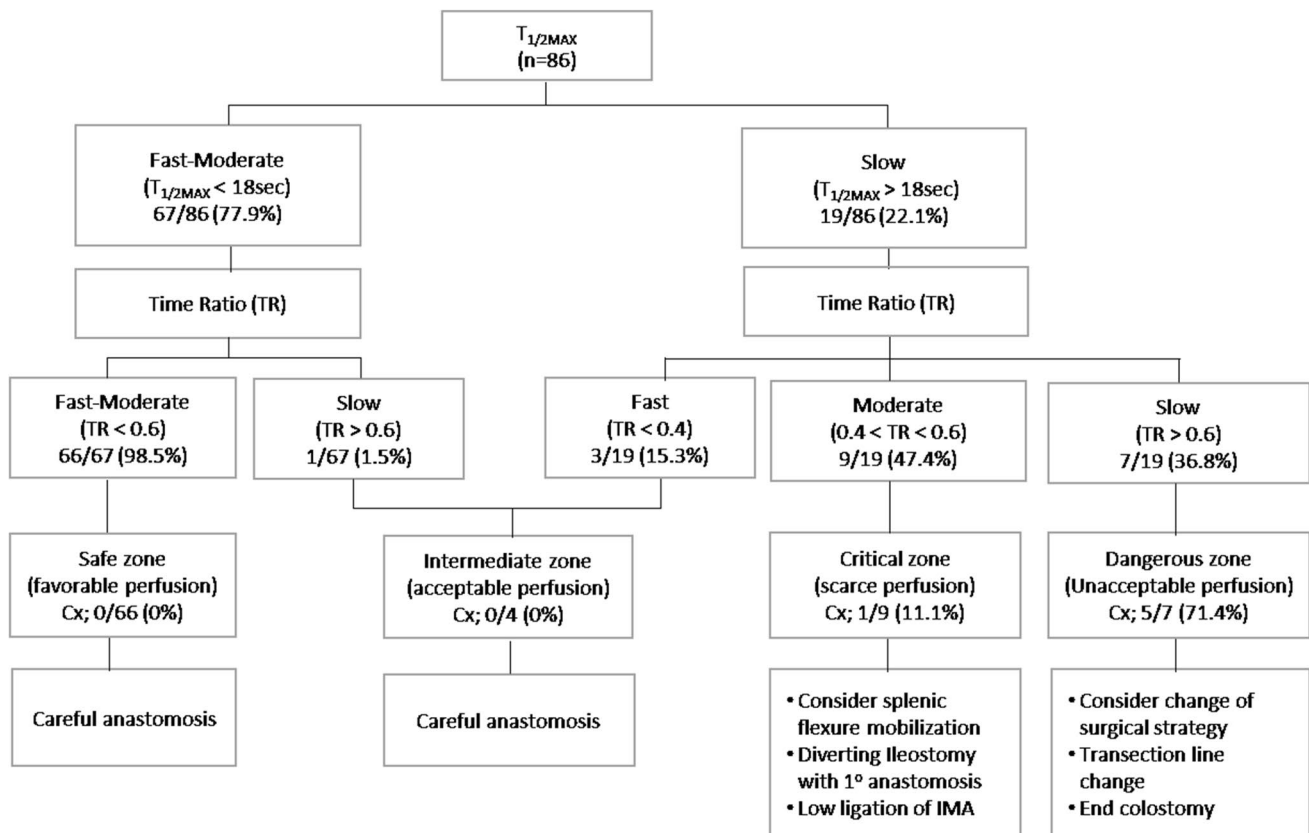 T1/2MAX
(n=86)
Fast-Moderate
(T1/2MAX < 18sec)
67/86 (77.9%)
Slow
(T1/2MAX > 18sec)
19/86 (22.1%)
Time Ratio (TR)
Time Ratio (TR)
Fast-Moderate
(TR < 0.6)
66/67 (98.5%)
Slow
(TR > 0.6)
1/67 (1.5%)
Fast
(TR < 0.4)
3/19 (15.3%)
Moderate
(0.4 < TR < 0.6)
9/19 (47.4%)
Slow
(TR > 0.6)
7/19 (36.8%)
Safe zone
(favorable perfusion)
Cx; 0/66 (0%)
Intermediate zone
(acceptable perfusion)
Cx; 0/4 (0%)
Critical zone
(scarce perfusion)
Cx; 1/9 (11.1%)
Dangerous zone
(Unacceptable perfusion)
Cx; 5/7 (71.4%)
Careful anastomosis
Careful anastomosis
• Consider splenic
flexure mobilization
• Diverting Ileostomy
with 1º anastomosis
• Low ligation of IMA
• Consider change of
surgical strategy
• Transection line
change
• End colostomy